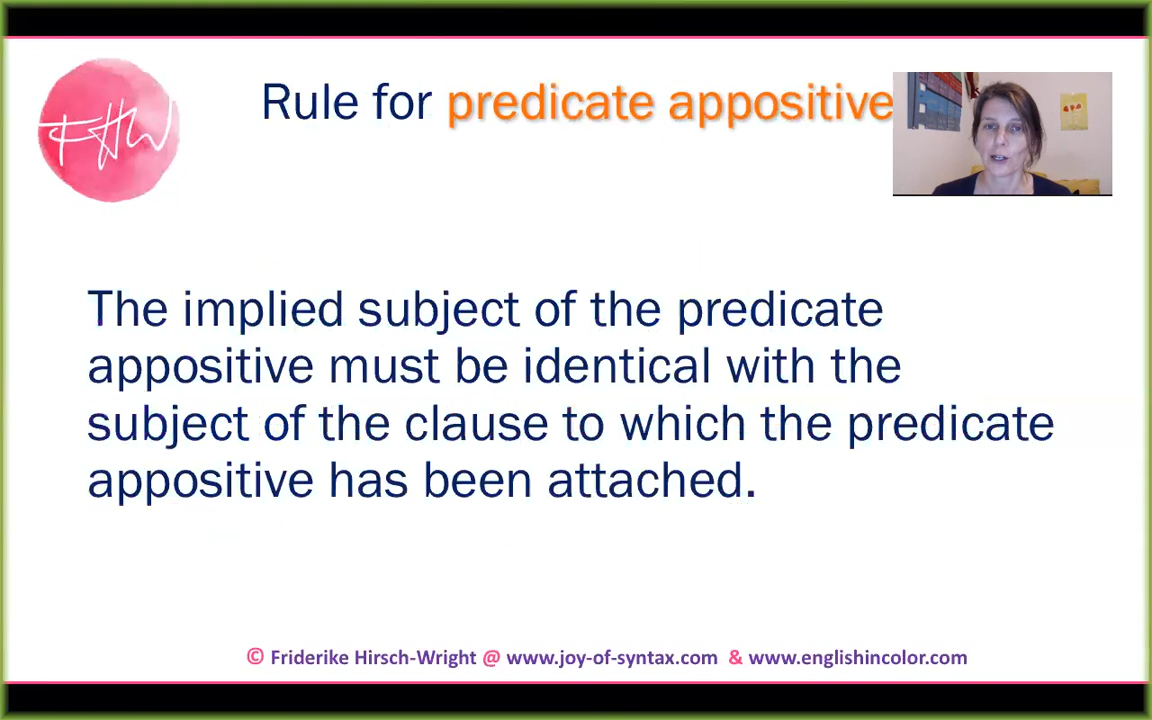 FHW
Rule for predicate appositive
The implied subject of the predicate
appositive must be identical with the
subject of the clause to which the predicate
appositive has been attached.
© Friderike Hirsch-Wright @ www.joy-of-syntax.com & www.englishincolor.com